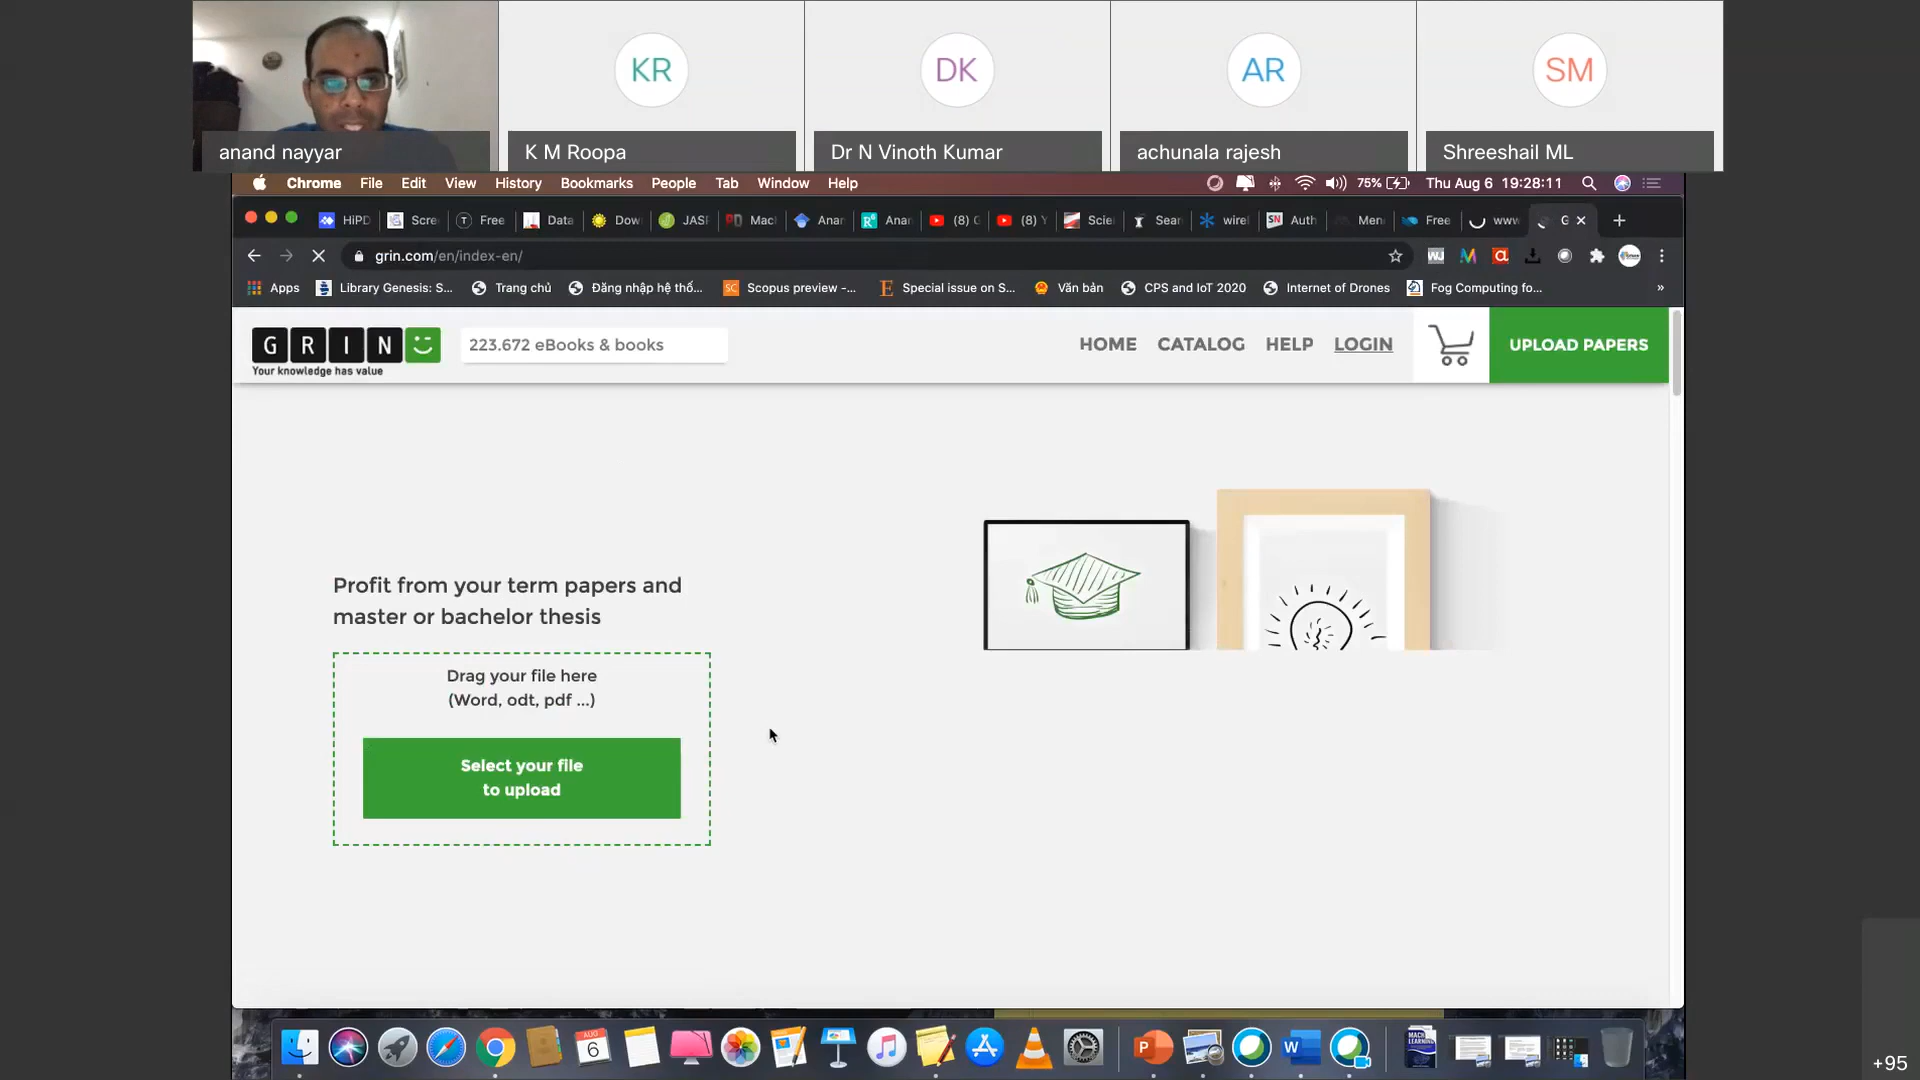 KR
DK
AR
SM
anand nayyar
K M Roopa
Dr N Vinoth Kumar
achunala rajesh
Shreeshail ML
Chrome File Edit View History Bookmarks People Tab Window Help
75% Thu Aug 6 19:28:11
HiPD Scre Free Data Dow JASP Macl Anar Anar (8) C (8) Y Scie Sear wirel Auth Men Free www G
grin.com/en/index-en/
Apps Library Genesis: S... Trang chủ Đăng nhập hệ thố... Scopus preview -... Special issue on S... Văn bản CPS and IoT 2020 Internet of Drones Fog Computing fo... »
GRIN
Your knowledge has value
223.672 eBooks & books
HOME CATALOG HELP LOGIN
UPLOAD PAPERS
Profit from your term papers and
master or bachelor thesis
Drag your file here
(Word, odt, pdf ...)
Select your file
to upload
AUG
6
+95